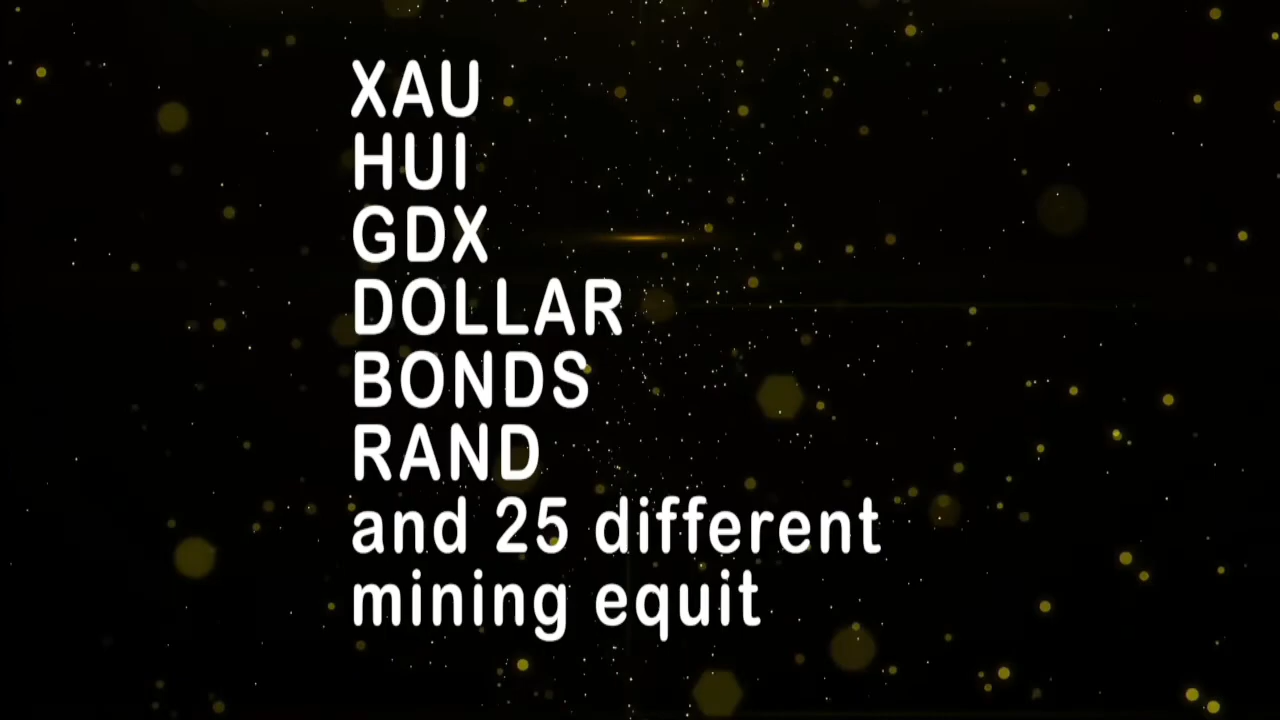 XAU
HUI
GDX
DOLLAR
BONDS
RAND
and 25 different
mining equit